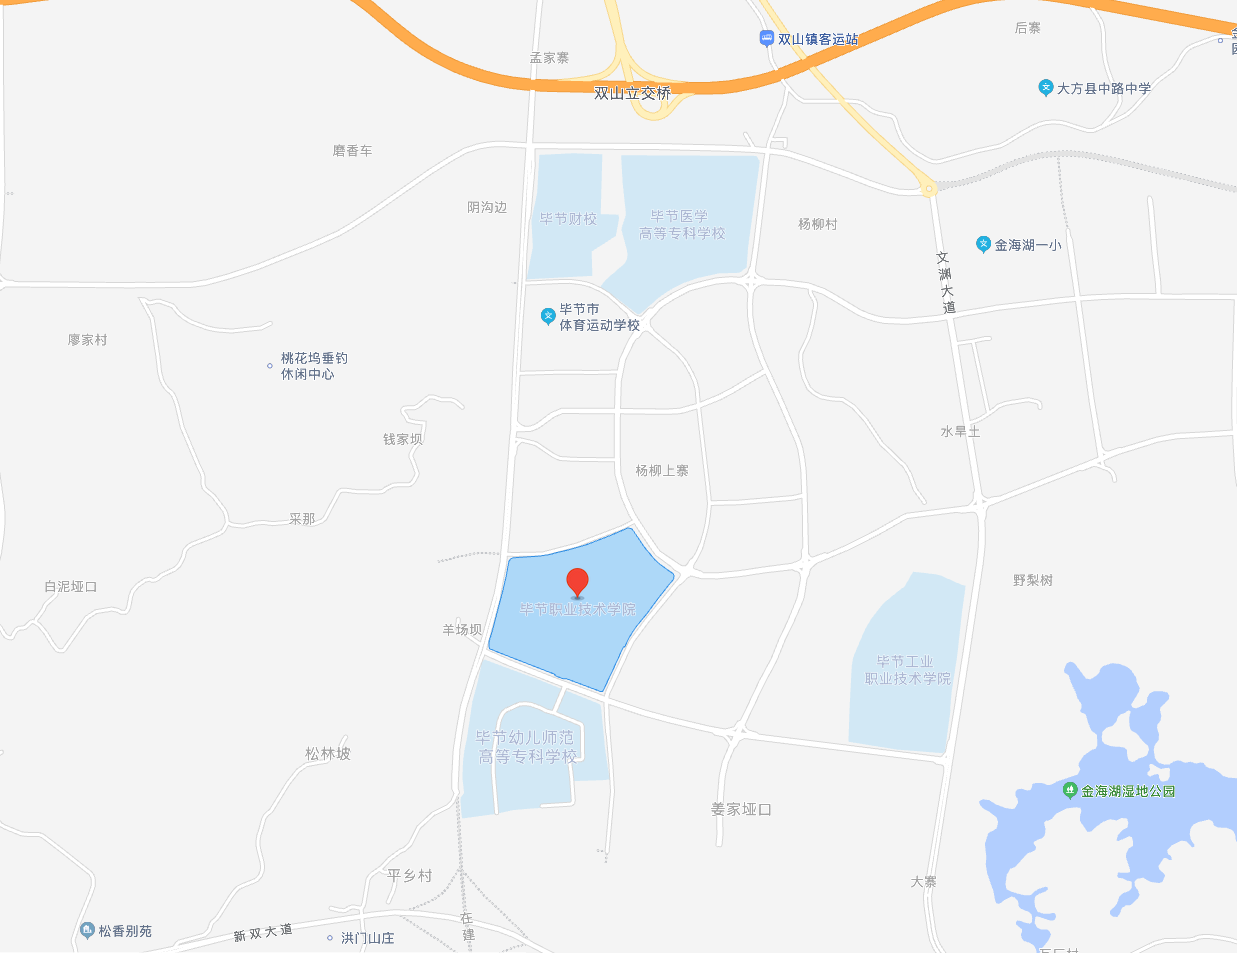 后寨
双山镇客运站
孟家寨
大方县中路中学
双山立交桥
磨香车
阴沟边
毕节财校
毕节医学
高等专科学校
杨柳村
金海湖一小
文渊大道
毕节市
体育运动学校
廖家村
桃花坞垂钓
休闲中心
钱家坝
水旱土
杨柳上寨
采那
白泥垭口
野梨树
毕节职业技术学院
羊场坝
毕节工业
职业技术学院
毕节幼儿师范
高等专科学校
松林坡
金海湖湿地公园
姜家垭口
平乡村
大寨
在建
松香别苑
新双大道
洪门山庄